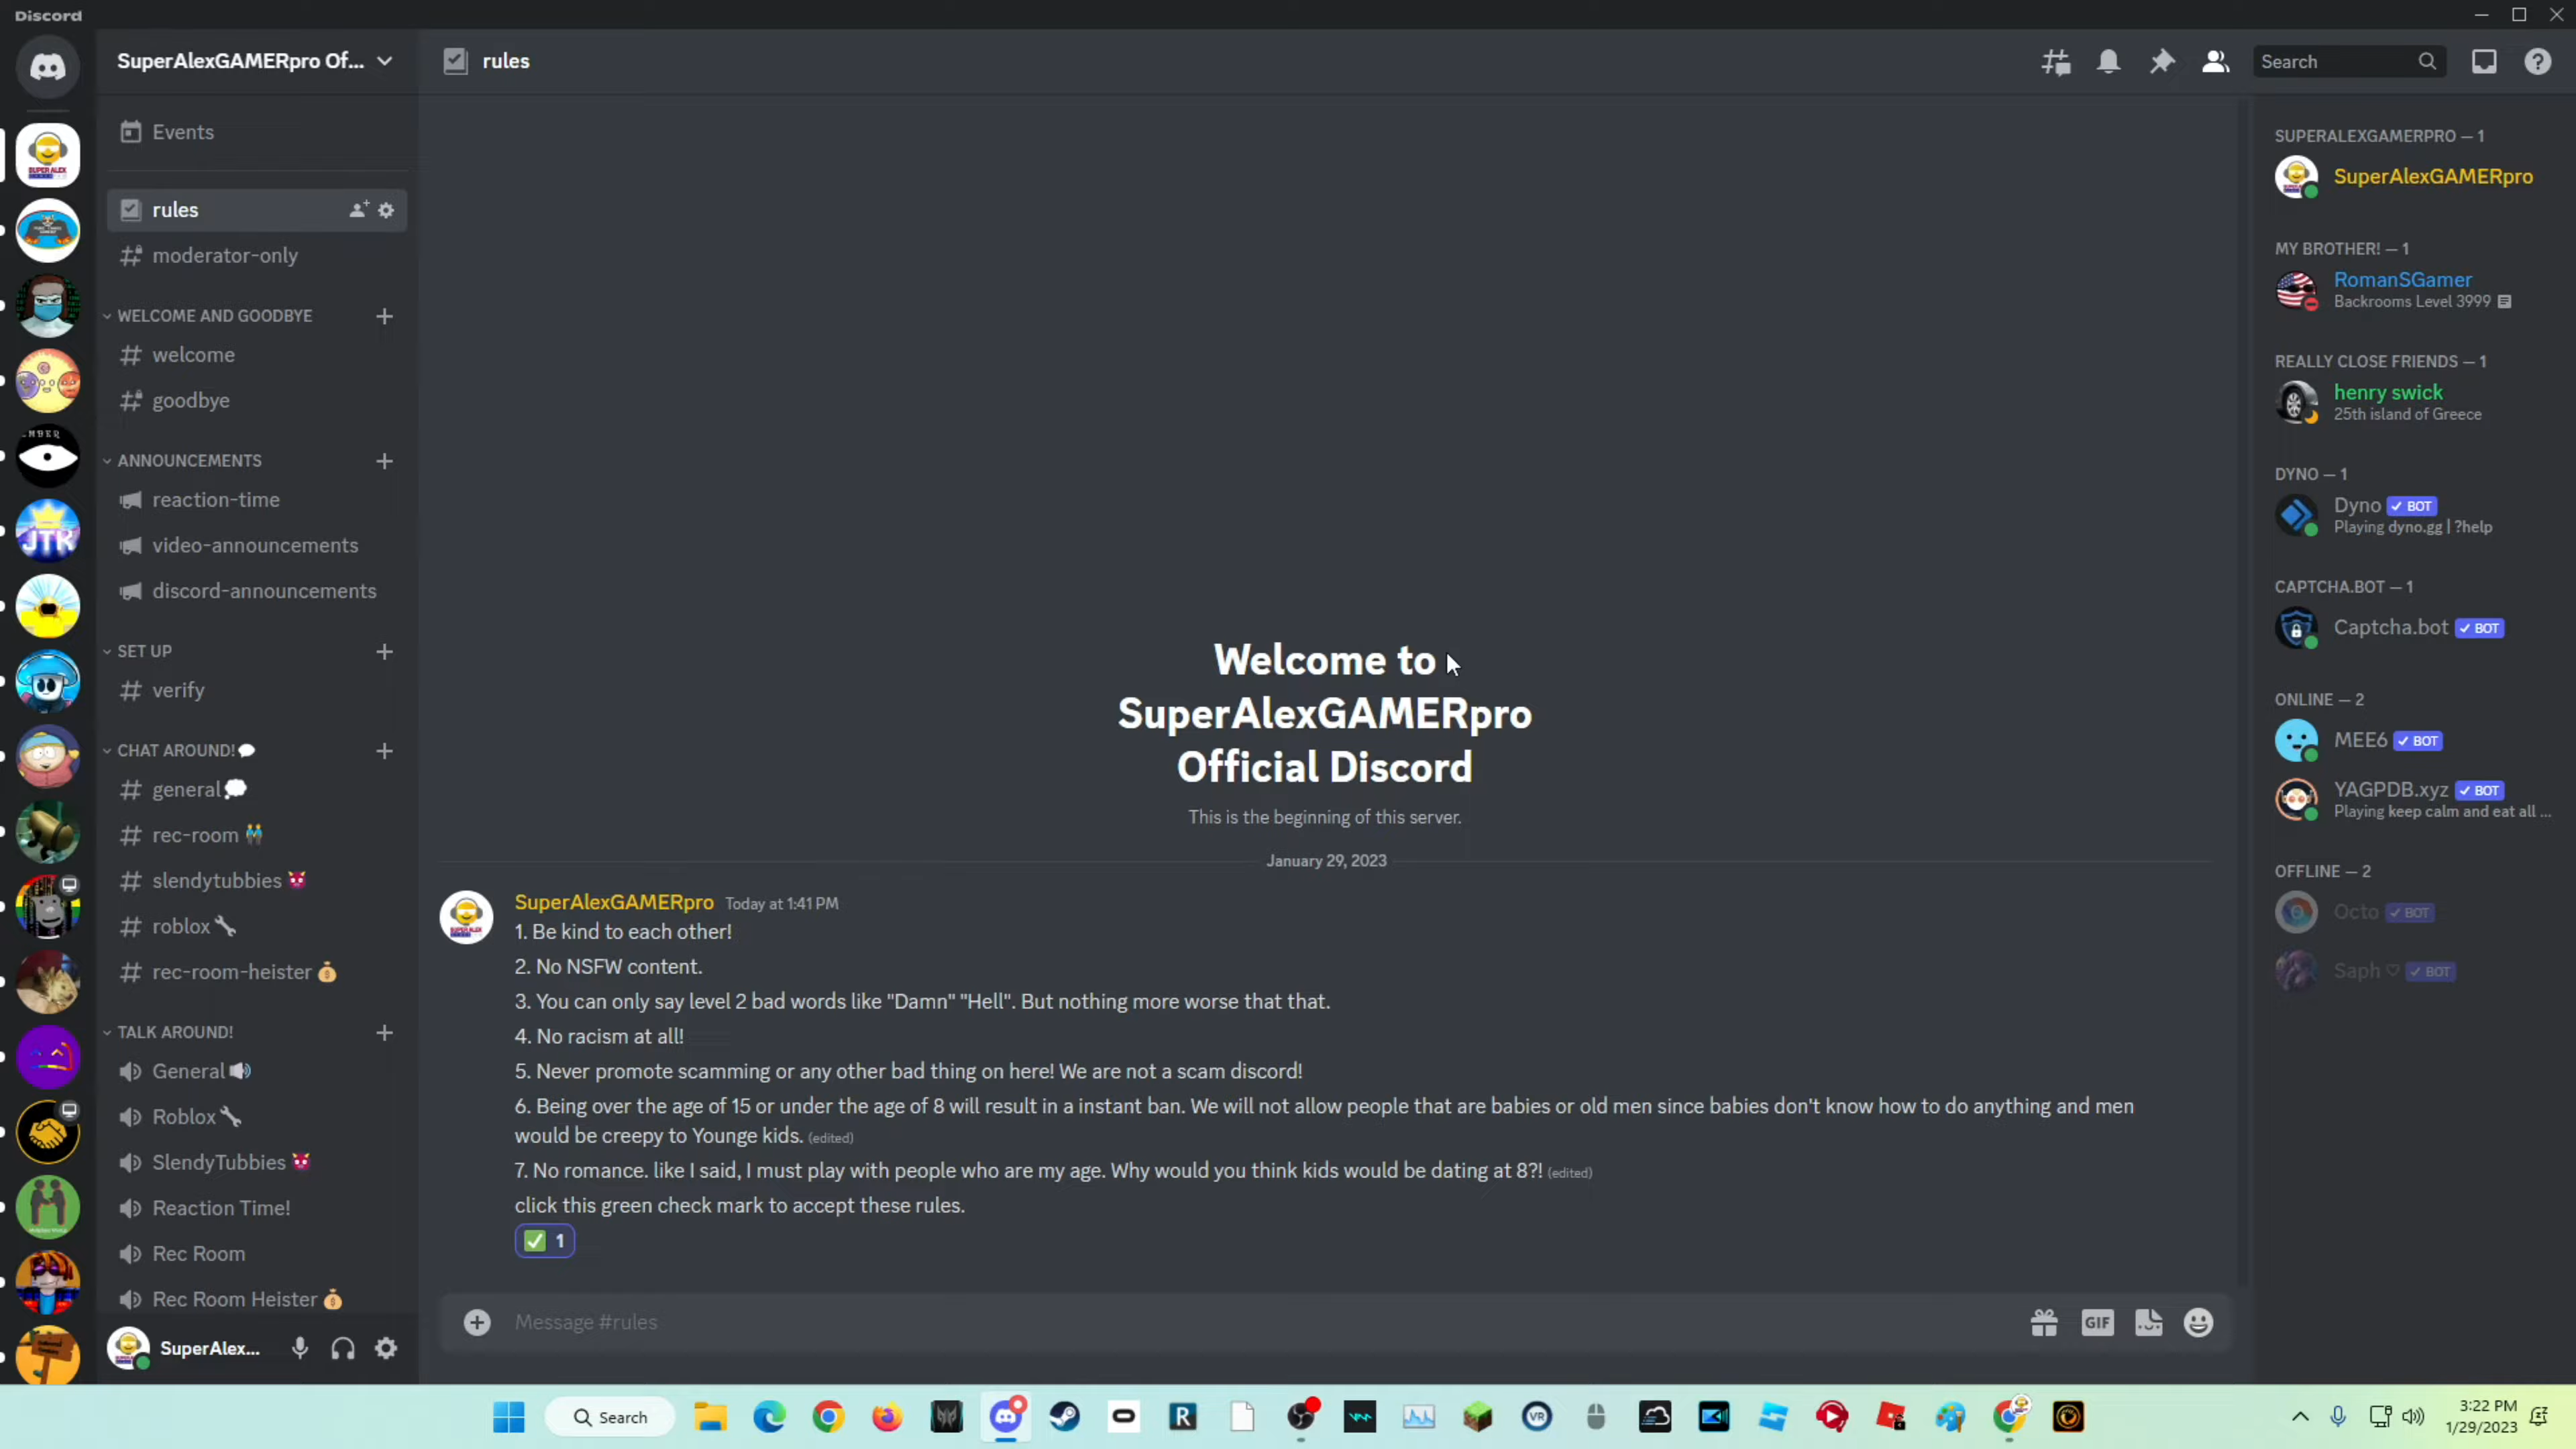 Discord
SuperAlexGAMERpro Of...
rules
Search
Events
rules
moderator-only
WELCOME AND GOODBYE
welcome
goodbye
ANNOUNCEMENTS
reaction-time
video-announcements
discord-announcements
SET UP
verify
CHAT AROUND!💬
general💭
rec-room 👬
slendytubbies 👿
roblox🔧
rec-room-heister 💰
TALK AROUND!
General🔊
Roblox🔧
SlendyTubbies 👿
Reaction Time!
Rec Room
Rec Room Heister 💰
SuperAlex...
JTR
Welcome to
SuperAlexGAMERpro
Official Discord
This is the beginning of this server.
January 29, 2023
SuperAlexGAMERpro Today at 1:41 PM
1. Be kind to each other!
2. No NSFW content.
3. You can only say level 2 bad words like "Damn" "Hell". But nothing more worse that that.
4. No racism at all!
5. Never promote scamming or any other bad thing on here! We are not a scam discord!
6. Being over the age of 15 or under the age of 8 will result in a instant ban. We will not allow people that are babies or old men since babies don't know how to do anything and men
would be creepy to Younge kids. (edited)
7. No romance. like I said, I must play with people who are my age. Why would you think kids would be dating at 8?! (edited)
click this green check mark to accept these rules.
✅ 1
Message #rules
GIF
SUPERALEXGAMERPRO — 1
SuperAlexGAMERpro
MY BROTHER! — 1
RomanSGamer
Backrooms Level 3999
REALLY CLOSE FRIENDS — 1
henry swick
25th island of Greece
DYNO — 1
Dyno ✓ BOT
Playing dyno.gg | ?help
CAPTCHA.BOT — 1
Captcha.bot ✓ BOT
ONLINE — 2
MEE6 ✓ BOT
YAGPDB.xyz ✓ BOT
Playing keep calm and eat all ...
OFFLINE — 2
Octo ✓ BOT
Saph ♡ ✓ BOT
Search
R
VR
3:22 PM
1/29/2023